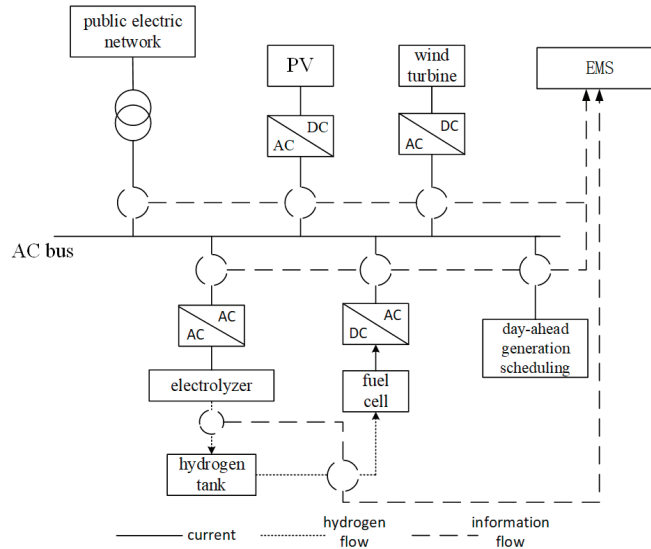 public electric
network
PV
wind
turbine
EMS
DC
AC
DC
AC
AC bus
AC
AC
AC
DC
day-ahead
generation
scheduling
electrolyzer
fuel
cell
hydrogen
tank
current
hydrogen
flow
information
flow